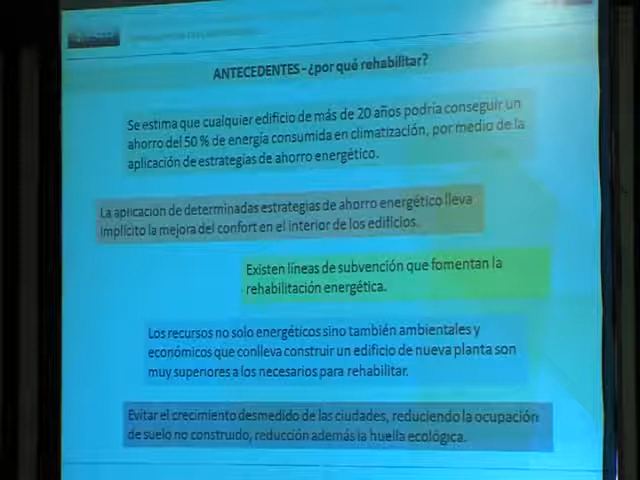 ANTECEDENTES - ¿por qué rehabilitar?
Se estima que cualquier edificio de más de 20 años podría conseguir un
ahorro del 50 % de energía consumida en climatización, por medio de la
aplicación de estrategias de ahorro energético.
La aplicación de determinadas estrategias de ahorro energético lleva
implícito la mejora del confort en el interior de los edificios.
Existen líneas de subvención que fomentan la
rehabilitación energética.
Los recursos no solo energéticos sino también ambientales y
económicos que conlleva construir un edificio de nueva planta son
muy superiores a los necesarios para rehabilitar.
Evitar el crecimiento desmedido de las ciudades, reduciendo la ocupación
de suelo no construido, reducción además la huella ecológica.